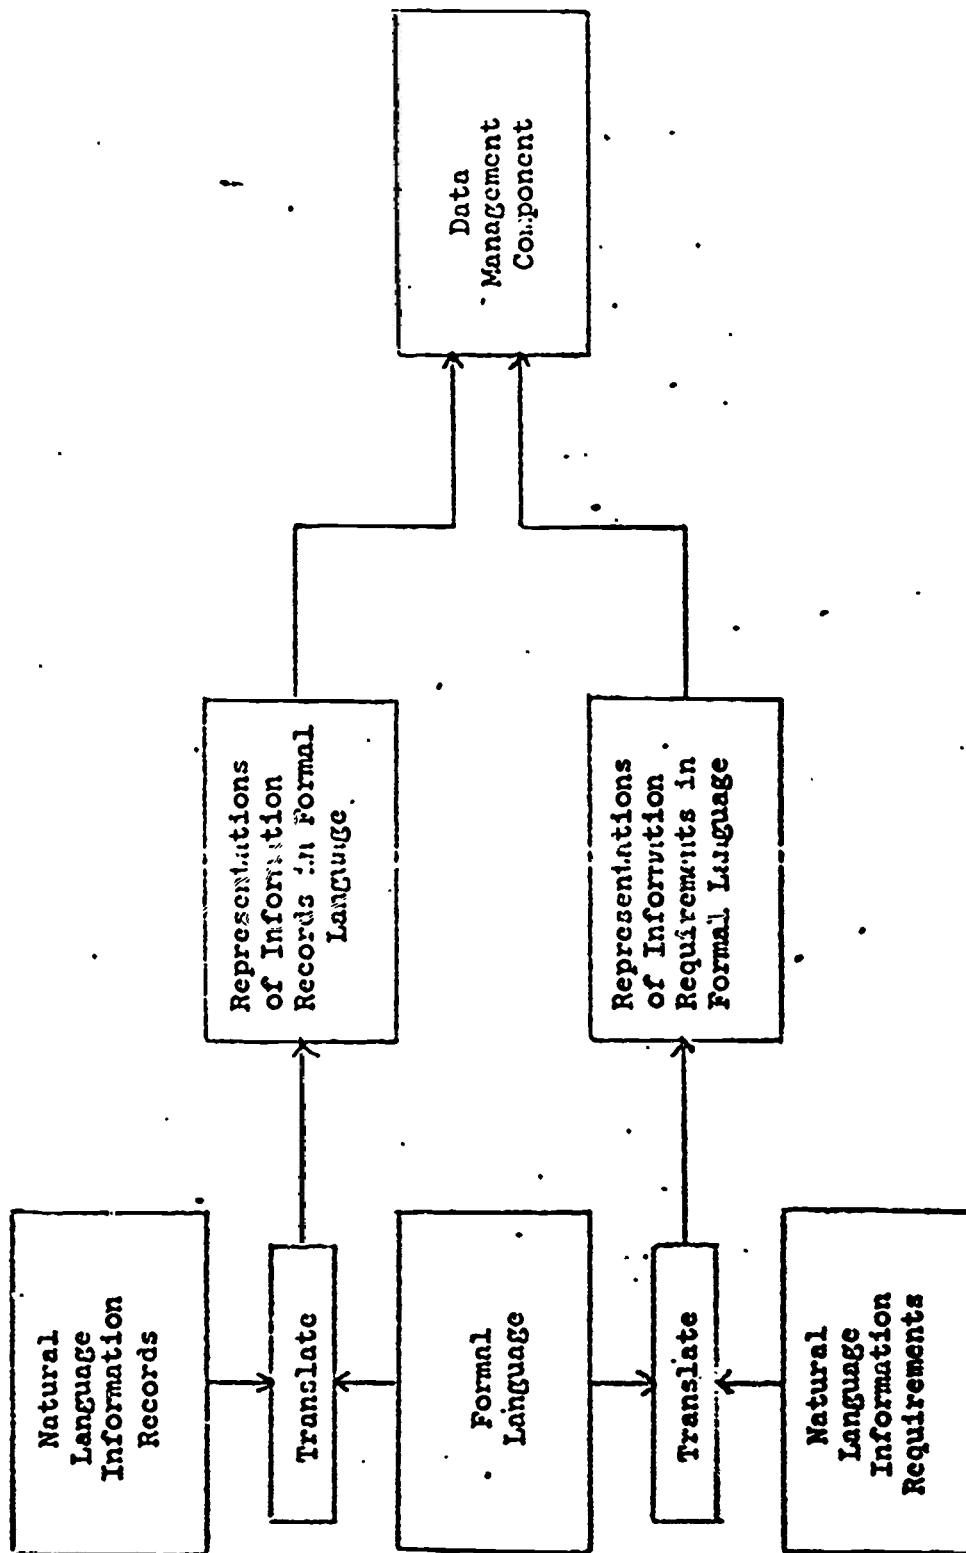 Natural
Language
Information
Records
Translate
Formal
Language
Translate
Natural
Language
Information
Requirements
Representations
of Information
Records in Formal
Language
Representations
of Information
Requirements in
Formal Language
Data
Management
Component